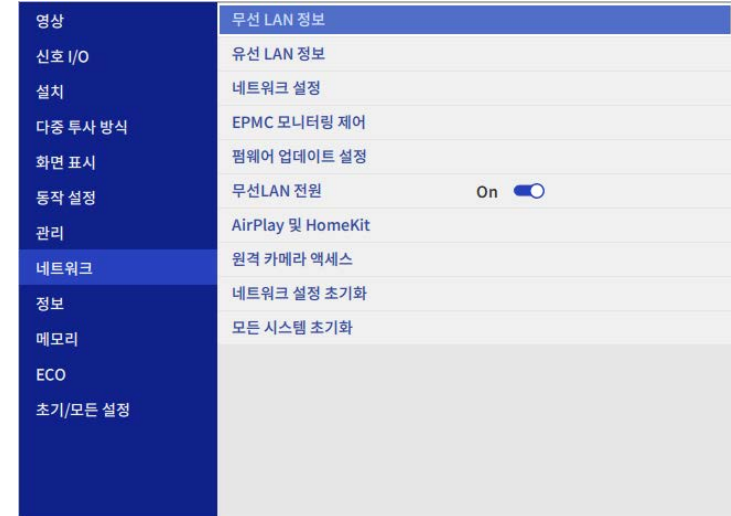 영상
신호 I/O
설치
다중 투사 방식
화면 표시
동작 설정
관리
네트워크
정보
메모리
ECO
초기/모든 설정
무선 LAN 정보
유선 LAN 정보
네트워크 설정
EPMC 모니터링 제어
펌웨어 업데이트 설정
무선LAN 전원 On
AirPlay 및 HomeKit
원격 카메라 액세스
네트워크 설정 초기화
모든 시스템 초기화